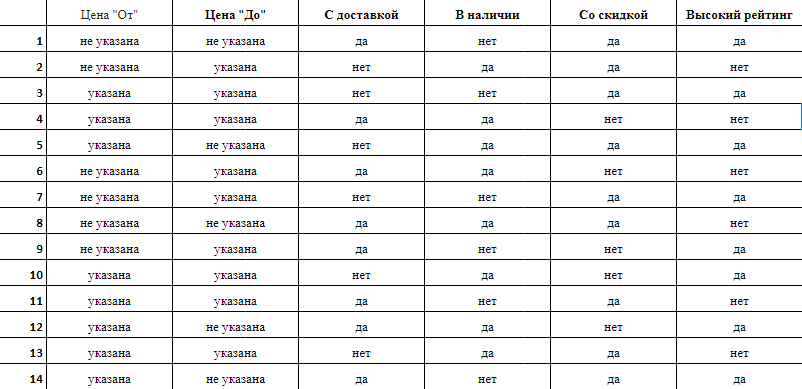 Цена "От" Цена "До" С доставкой В наличии Со скидкой Высокий рейтинг
1 не указана не указана да нет да да
2 не указана указана нет да да нет
3 указана указана нет нет да да
4 указана указана да да нет нет
5 указана не указана нет да да да
6 не указана указана да да нет нет
7 не указана указана нет нет да да
8 не указана не указана да да да нет
9 не указана указана да нет нет да
10 указана указана нет да нет да
11 указана указана да нет да нет
12 указана не указана да да нет да
13 указана указана нет да да нет
14 указана не указана да нет да да